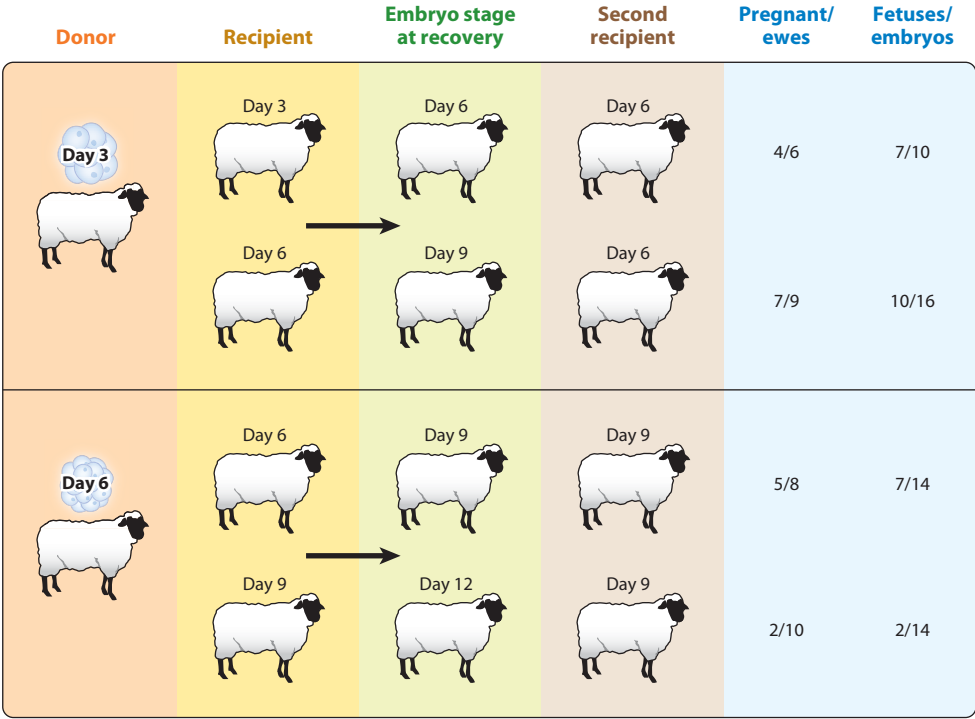 Donor
Recipient
Embryo stage
at recovery
Second
recipient
Pregnant/
ewes
Fetuses/
embryos
Day 3
Day 3
Day 6
Day 6
4/6
7/10
Day 6
Day 9
Day 6
7/9
10/16
Day 6
Day 6
Day 9
Day 9
5/8
7/14
Day 9
Day 12
Day 9
2/10
2/14